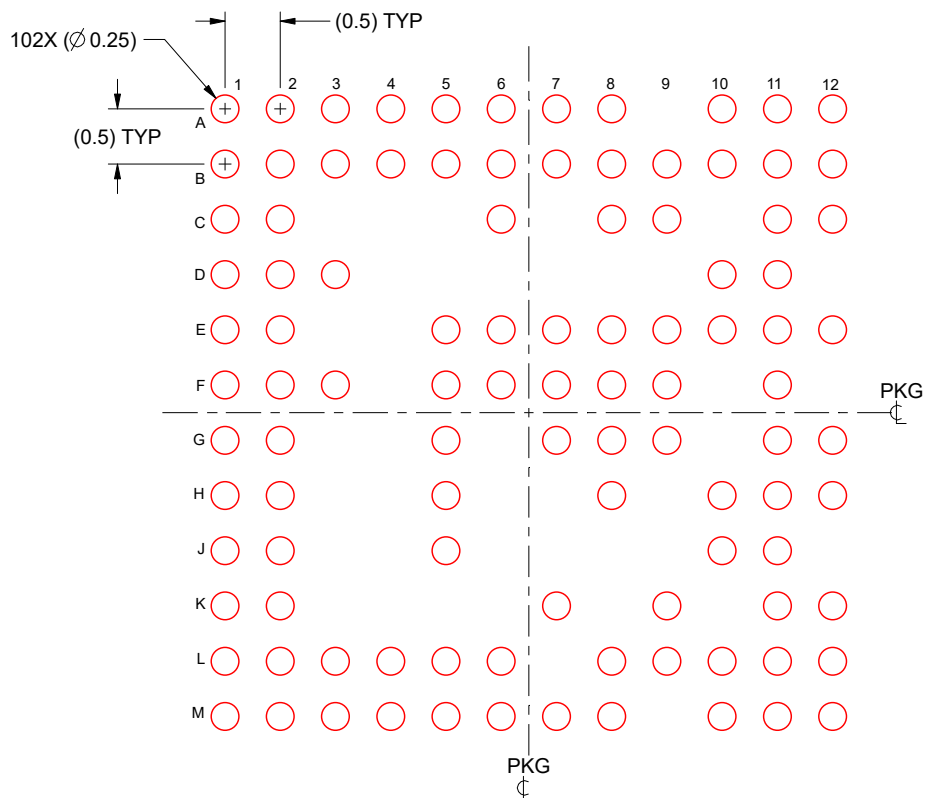 (0.5) TYP
102X (∅ 0.25)
1 2 3 4 5 6 7 8 9 10 11 12
A
(0.5) TYP
B
C
D
E
F
PKG
℄
G
H
J
K
L
M
PKG
℄